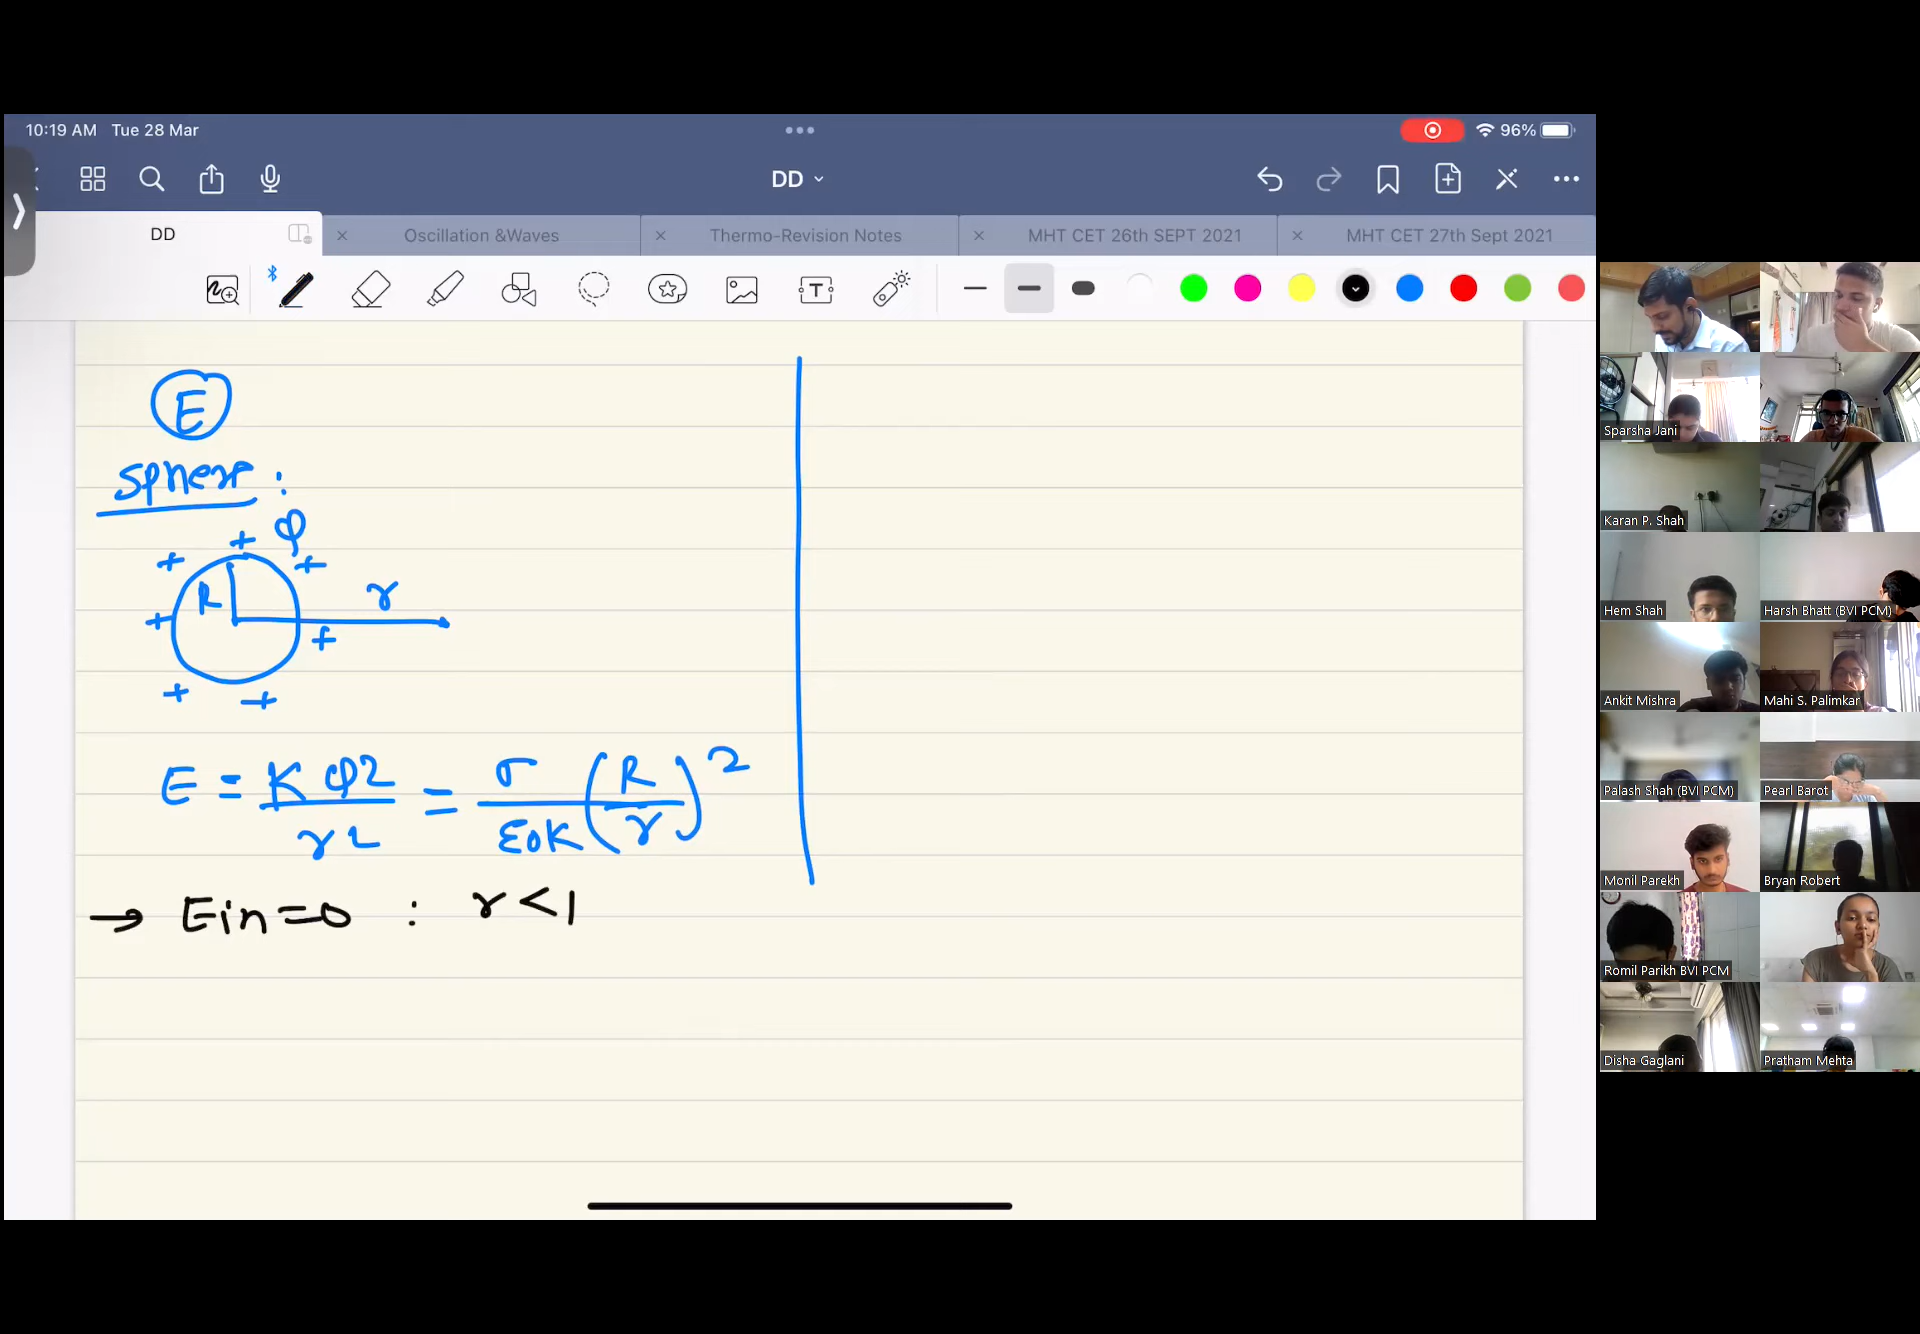 10:19 AM Tue 28 Mar
96%
DD
DD
Oscillation &Waves
Thermo-Revision Notes
MHT CET 26th SEPT 2021
MHT CET 27th Sept 2021
T
E
Sphere :
φ
R
r
E = K φ2 / r2 = σ / ε0K (R/r)2
→ Ein=0 : r<1
Sparsha Jani
Karan P. Shah
Hem Shah
Harsh Bhatt (BVI PCM)
Ankit Mishra
Mahi S. Palimkar
Palash Shah (BVI PCM)
Pearl Barot
Monil Parekh
Bryan Robert
Romil Parikh BVI PCM
Disha Gaglani
Pratham Mehta